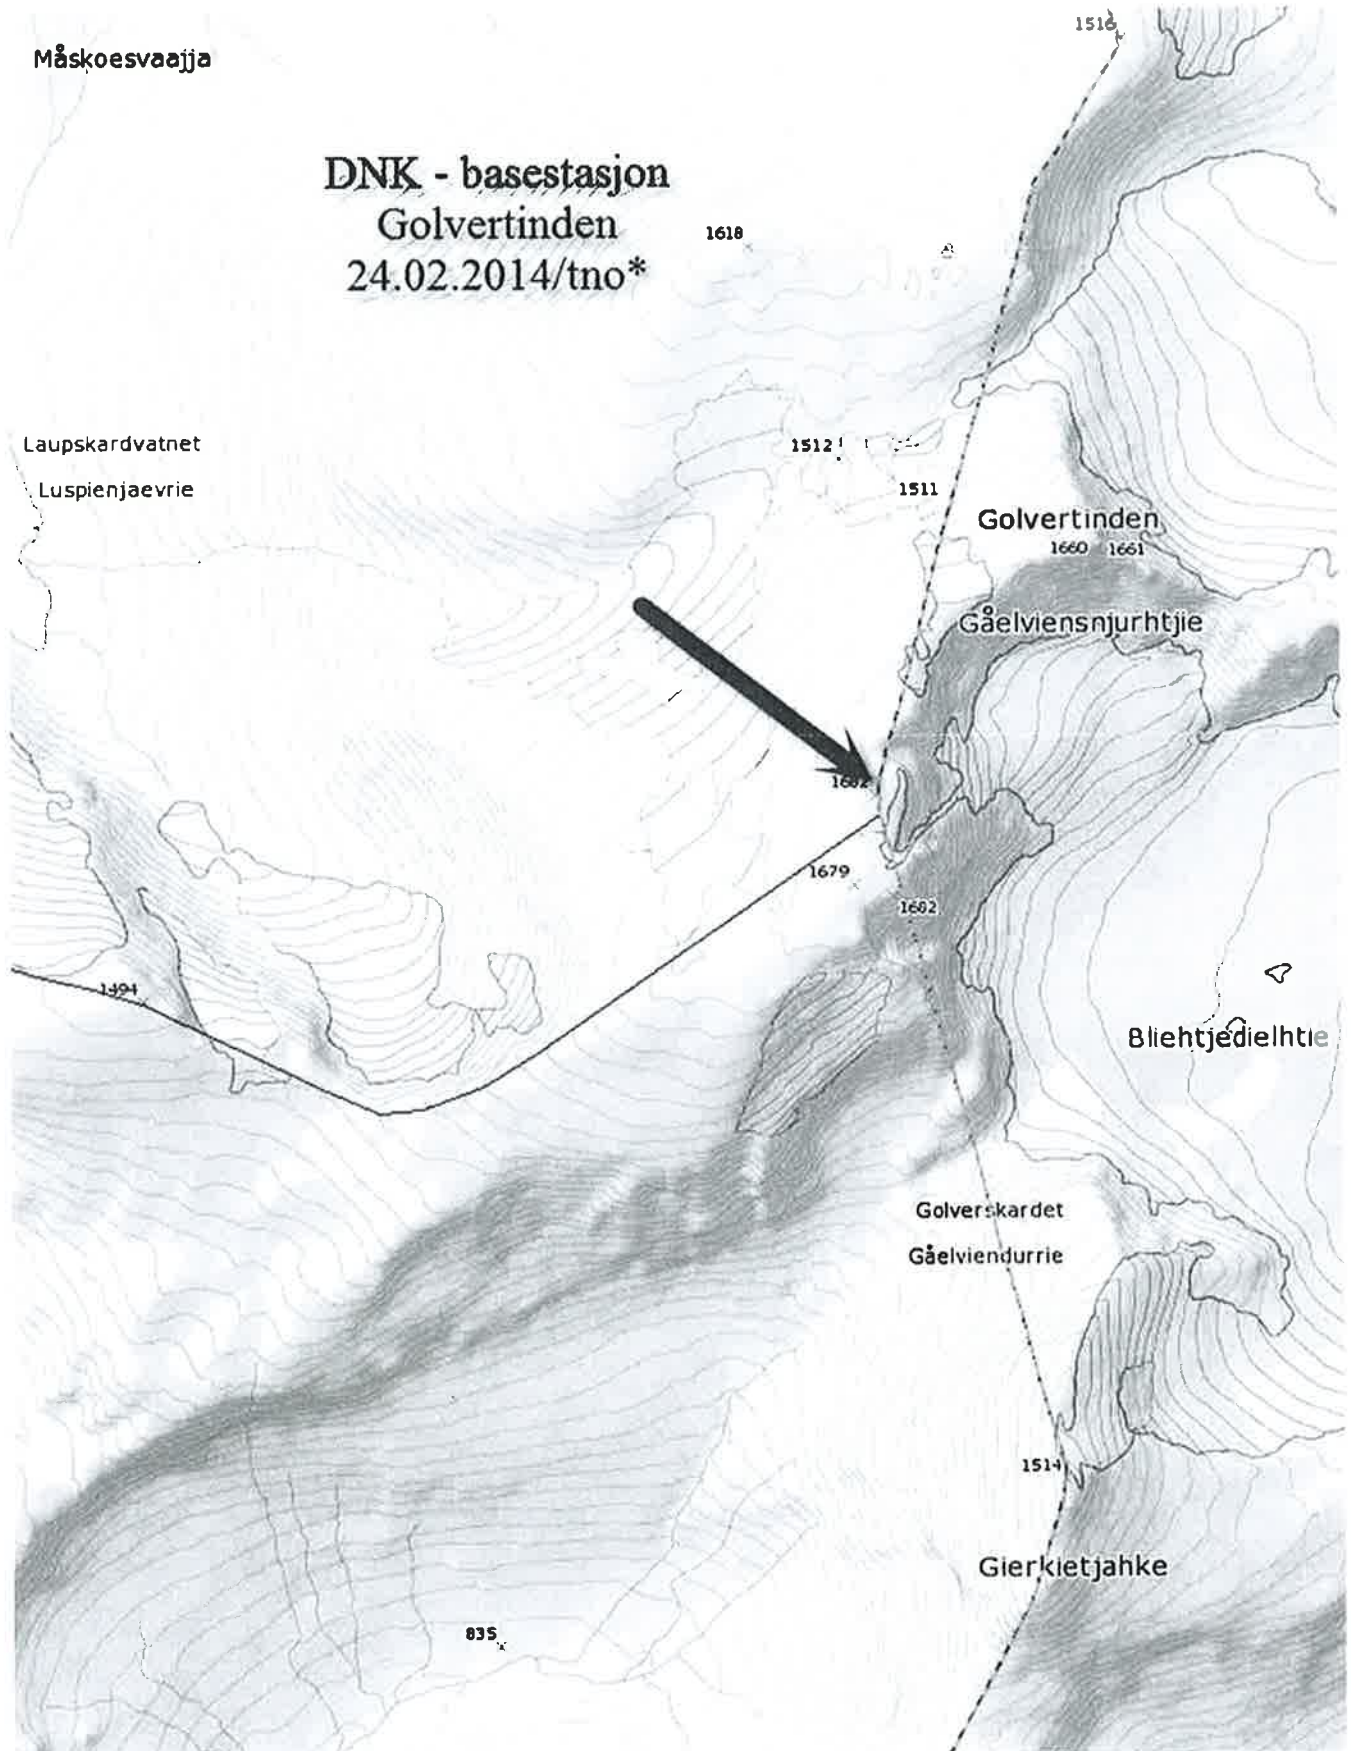 1516
Måskoesvaajja
DNK - basestasjon
Golvertinden
24.02.2014/tno*
1618
Laupskardvatnet
1512
Luspienjaevrie
1511
Golvertinden
1660 1661
Gåelviensnjurhtjie
1679
1682
1494
Bliehtjedielhtie
Golverskardet
Gåelviendurrie
1514
Gierkietjahke
835